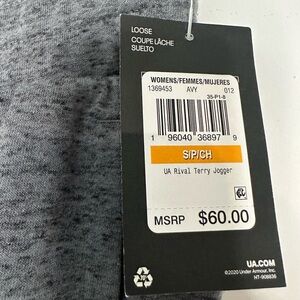 LOOSE
COUPE LÂCHE
SUELTO
WOMENS/FEMMES/MUJERES
1369453 AVY 012
35-P1-8
1 96040 36897 9
S/P/CH
UA Rival Terry Jogger
MSRP $60.00
UA.COM
©2020 Under Armour, Inc.
HT-908836